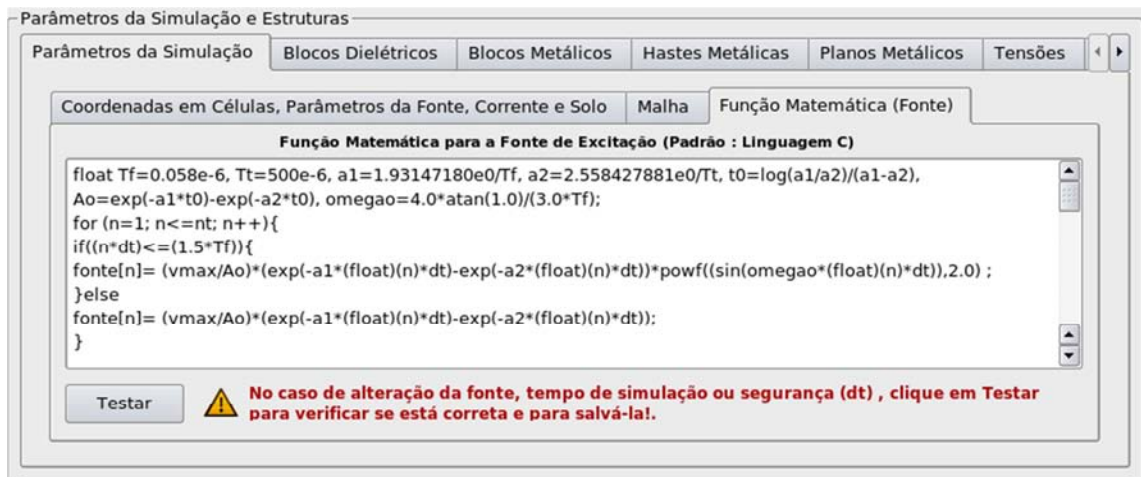 Parâmetros da Simulação e Estruturas
Parâmetros da Simulação Blocos Dielétricos Blocos Metálicos Hastes Metálicas Planos Metálicos Tensões
Coordenadas em Células, Parâmetros da Fonte, Corrente e Solo Malha Função Matemática (Fonte)
Função Matemática para a Fonte de Excitação (Padrão : Linguagem C)
float Tf=0.058e-6, Tt=500e-6, a1=1.93147180e0/Tf, a2=2.558427881e0/Tt, t0=log(a1/a2)/(a1-a2),
Ao=exp(-a1*t0)-exp(-a2*t0), omegao=4.0*atan(1.0)/(3.0*Tf);
for (n=1; n<=nt; n++){
if((n*dt)<=(1.5*Tf)){
fonte[n]= (vmax/Ao)*(exp(-a1*(float)(n)*dt)-exp(-a2*(float)(n)*dt))*powf((sin(omegao*(float)(n)*dt)),2.0) ;
}else
fonte[n]= (vmax/Ao)*(exp(-a1*(float)(n)*dt)-exp(-a2*(float)(n)*dt));
}
Testar
No caso de alteração da fonte, tempo de simulação ou segurança (dt) , clique em Testar
para verificar se está correta e para salvá-la!.